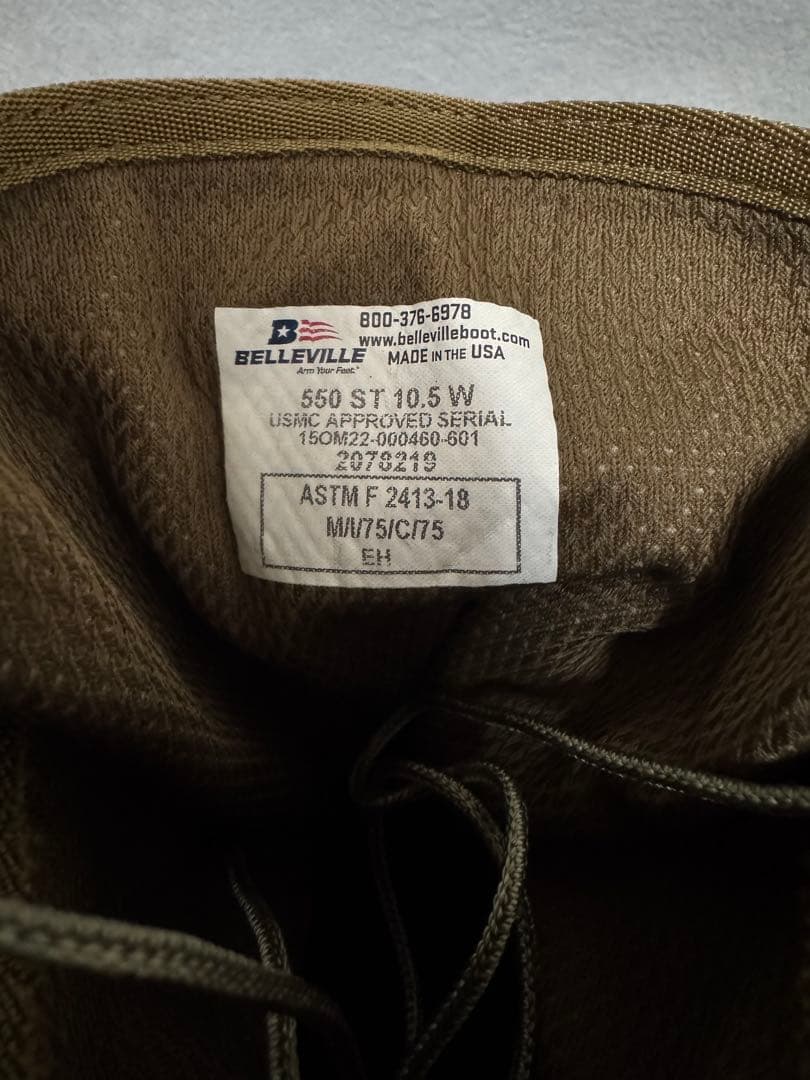 B
BELLEVILLE
Arm Your Feet.
800-376-6978
www.bellevilleboot.com
MADE IN THE USA
550 ST 10.5 W
USMC APPROVED SERIAL
15OM22-000460-601
2078219
ASTM F 2413-18
M/I/75/C/75
EH